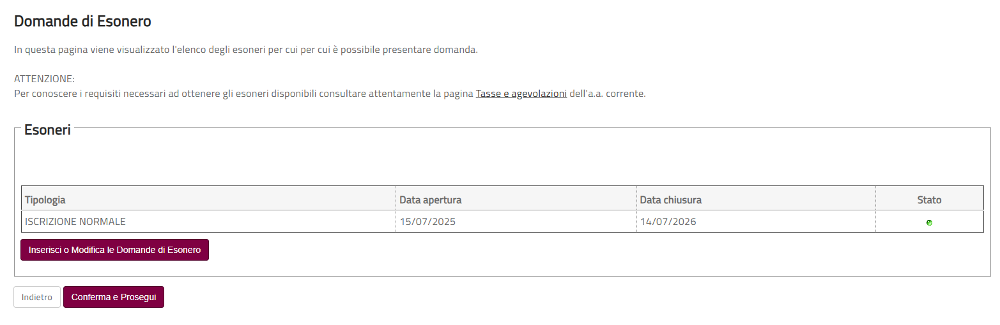 Domande di Esonero
In questa pagina viene visualizzato l'elenco degli esoneri per cui per cui è possibile presentare domanda.
ATTENZIONE:
Per conoscere i requisiti necessari ad ottenere gli esoneri disponibili consultare attentamente la pagina Tasse e agevolazioni dell'a.a. corrente.
Esoneri
Tipologia Data apertura Data chiusura Stato
ISCRIZIONE NORMALE 15/07/2025 14/07/2026
Inserisci o Modifica le Domande di Esonero
Indietro Conferma e Prosegui